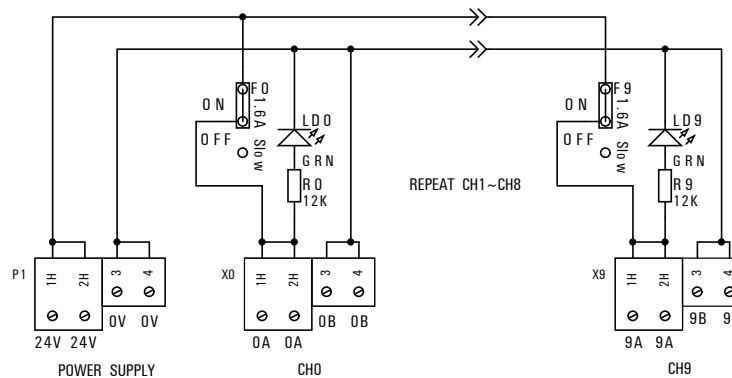 F0
ON
OFF
1.6A Slow
LD0
GRN
R0
12K
REPEAT CH1~CH8
F9
ON
OFF
1.6A Slow
LD9
GRN
R9
12K
P1
1H
2H
3
4
0V 0V
24V 24V
POWER SUPPLY
X0
1H
2H
3
4
0B 0B
0A 0A
CH0
X9
1H
2H
3
4
9B 9
9A 9A
CH9